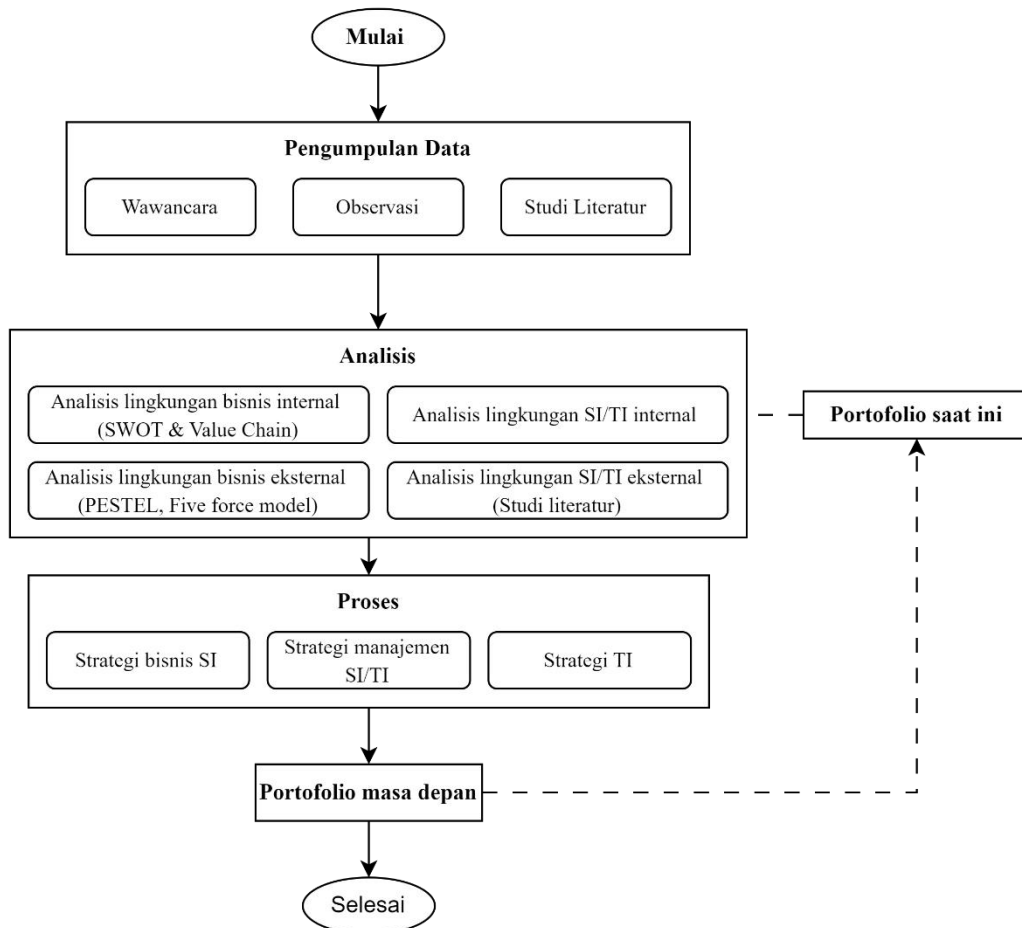 Mulai
Pengumpulan Data
Wawancara
Observasi
Studi Literatur
Analisis
Analisis lingkungan bisnis internal
(SWOT & Value Chain)
Analisis lingkungan SI/TI internal
Portofolio saat ini
Analisis lingkungan bisnis eksternal
(PESTEL, Five force model)
Analisis lingkungan SI/TI eksternal
(Studi literatur)
Proses
Strategi bisnis SI
Strategi manajemen
SI/TI
Strategi TI
Portofolio masa depan
Selesai